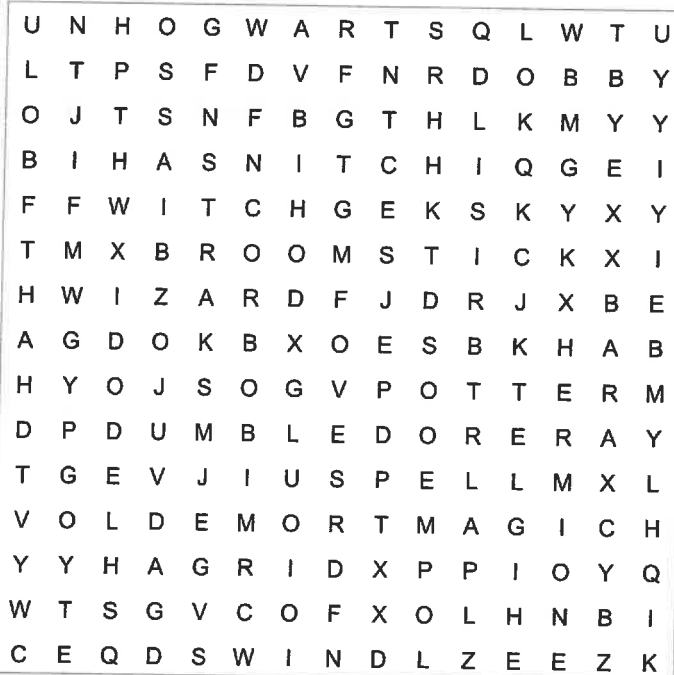 U N H O G W A R T S Q L W T U
L T P S F D V F N R D O B B Y
O J T S N F B G T H L K M Y Y
B I H A S N I T C H I Q G E I
F F W I T C H G E K S K Y X Y
T M X B R O O M S T I C K X I
H W I Z A R D F J D R J X B E
A G D O K B X O E S B K H A B
H Y O J S O G V P O T T E R M
D P D U M B L E D O R E R A Y
T G E V J I U S P E L L M X L
V O L D E M O R T M A G I C H
Y Y H A G R I D X P P I O Y Q
W T S G V C O F X O L H N B I
C E Q D S W I N D L Z E E Z K